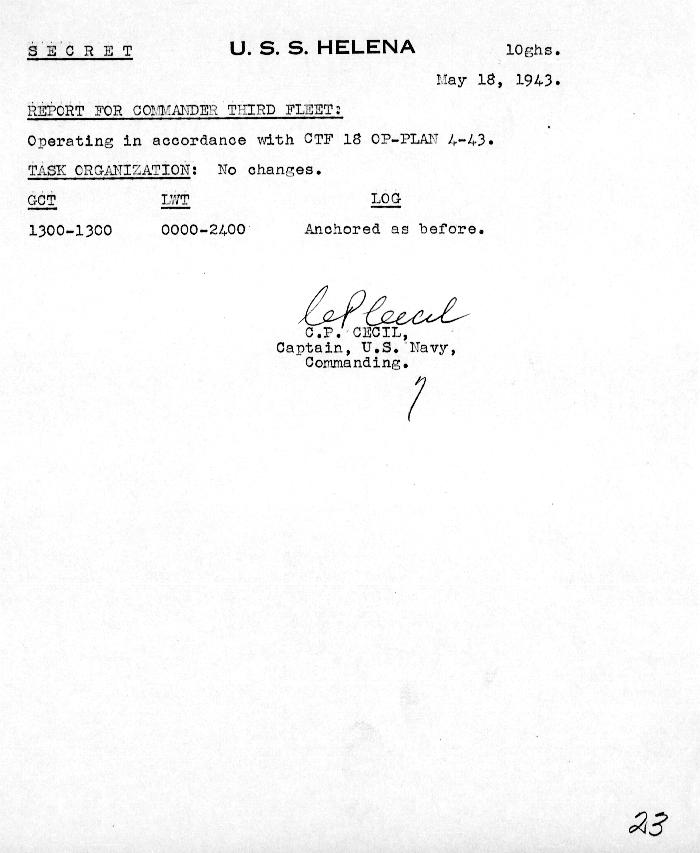 S E C R E T U. S. S. HELENA 10ghs.
May 18, 1943.
REPORT FOR COMMANDER THIRD FLEET:
Operating in accordance with CTF 18 OP-PLAN 4-43.
TASK ORGANIZATION: No changes.
GCT LWT LOG
1300-1300 0000-2400 Anchored as before.
C.P. Cecil
C.P. CECIL,
Captain, U.S. Navy,
Commanding.
23